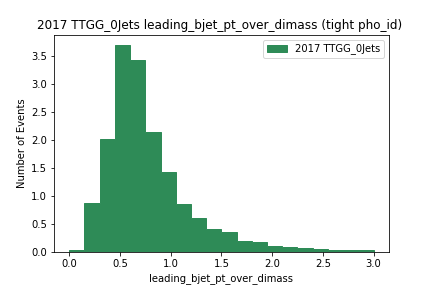 2017 TTGG_0Jets leading_bjet_pt_over_dimass (tight pho_id)
2017 TTGG_0Jets
Number of Events
3.5
3.0
2.5
2.0
1.5
1.0
0.5
0.0
0.0 0.5 1.0 1.5 2.0 2.5 3.0
leading_bjet_pt_over_dimass